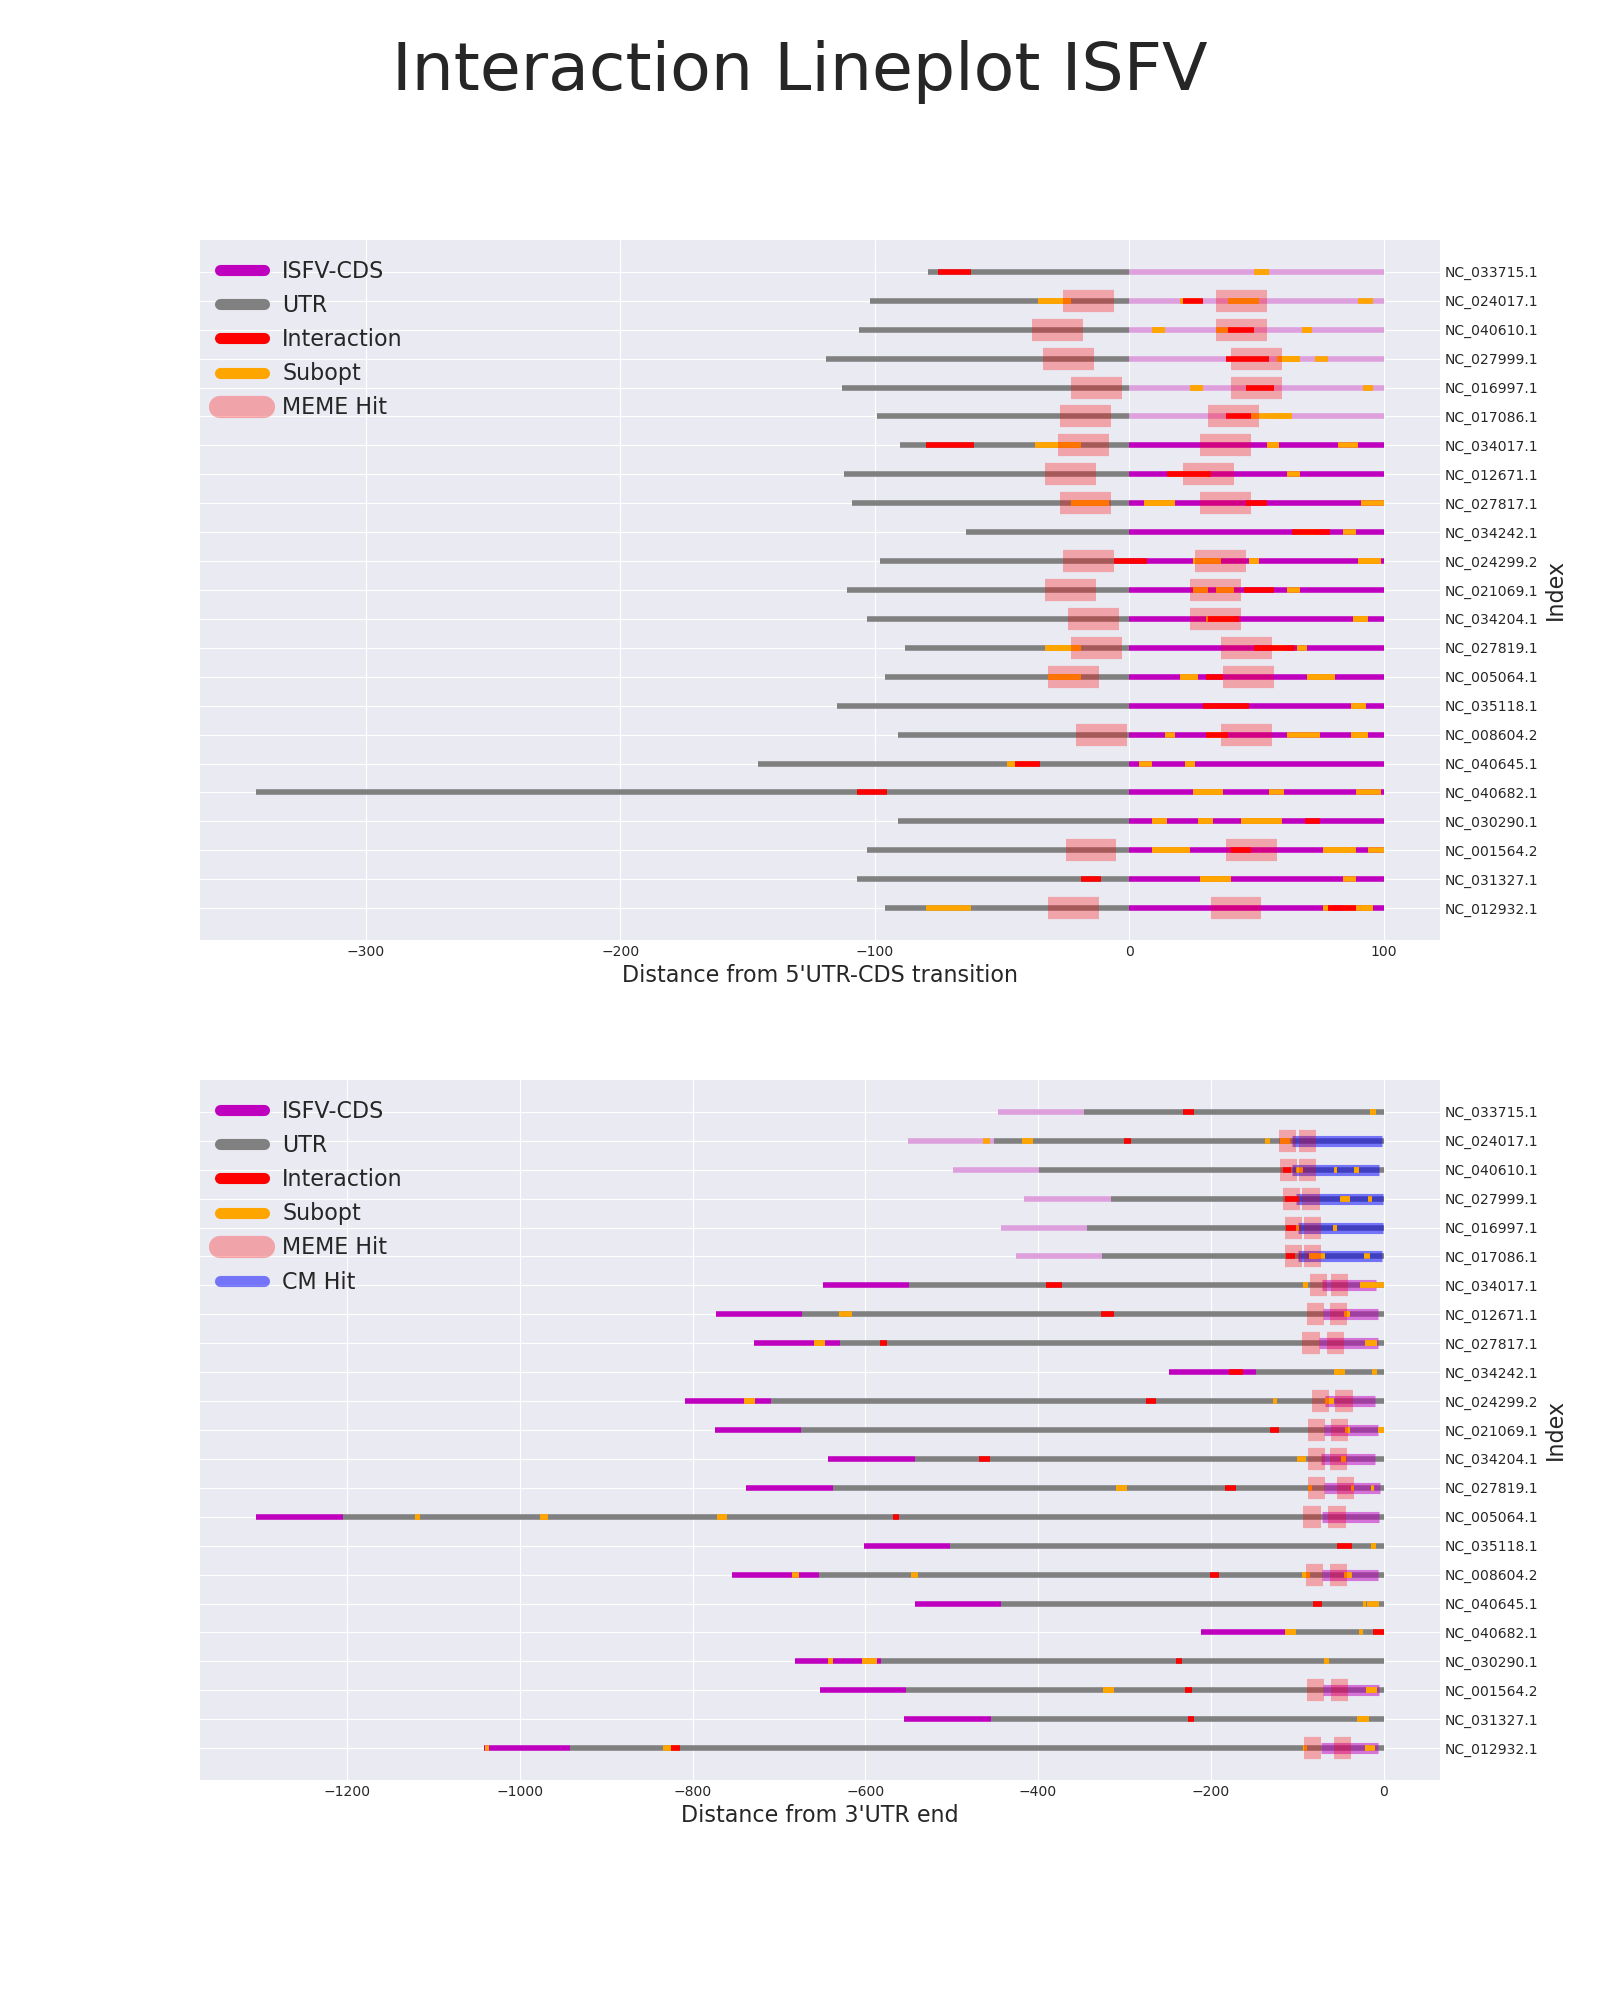 Interaction Lineplot ISFV
ISFV-CDS
UTR
Interaction
Subopt
MEME Hit
NC_033715.1
NC_024017.1
NC_040610.1
NC_027999.1
NC_016997.1
NC_017086.1
NC_034017.1
NC_012671.1
NC_027817.1
NC_034242.1
NC_024299.2
NC_021069.1
NC_034204.1
NC_027819.1
NC_005064.1
NC_035118.1
NC_008604.2
NC_040645.1
NC_040682.1
NC_030290.1
NC_001564.2
NC_031327.1
NC_012932.1
Index
−300 −200 −100 0 100
Distance from 5'UTR-CDS transition
ISFV-CDS
UTR
Interaction
Subopt
MEME Hit
CM Hit
NC_033715.1
NC_024017.1
NC_040610.1
NC_027999.1
NC_016997.1
NC_017086.1
NC_034017.1
NC_012671.1
NC_027817.1
NC_034242.1
NC_024299.2
NC_021069.1
NC_034204.1
NC_027819.1
NC_005064.1
NC_035118.1
NC_008604.2
NC_040645.1
NC_040682.1
NC_030290.1
NC_001564.2
NC_031327.1
NC_012932.1
Index
−1200 −1000 −800 −600 −400 −200 0
Distance from 3'UTR end